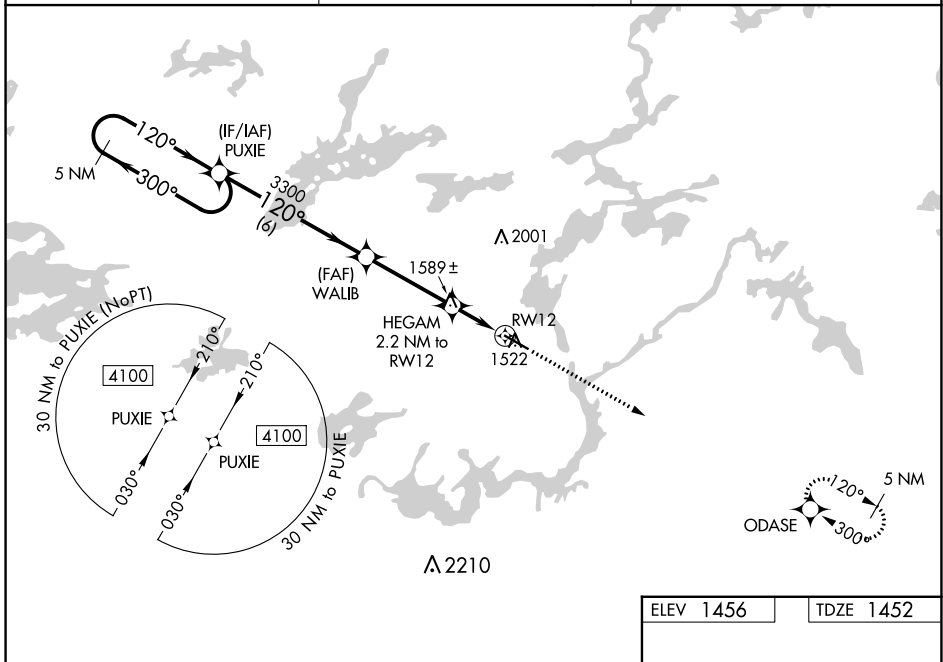 120°
5 NM
300°
(IF/IAF)
PUXIE
3300
120°
(6)
2001
(FAF)
WALIB
1589±
HEGAM
2.2 NM to
RW12
RW12
1522
30 NM to PUXIE (NoPT)
210°
4100
PUXIE
030°
210°
4100
PUXIE
030°
30 NM to PUXIE
120°
5 NM
ODASE
300°
2210
ELEV 1456
TDZE 1452